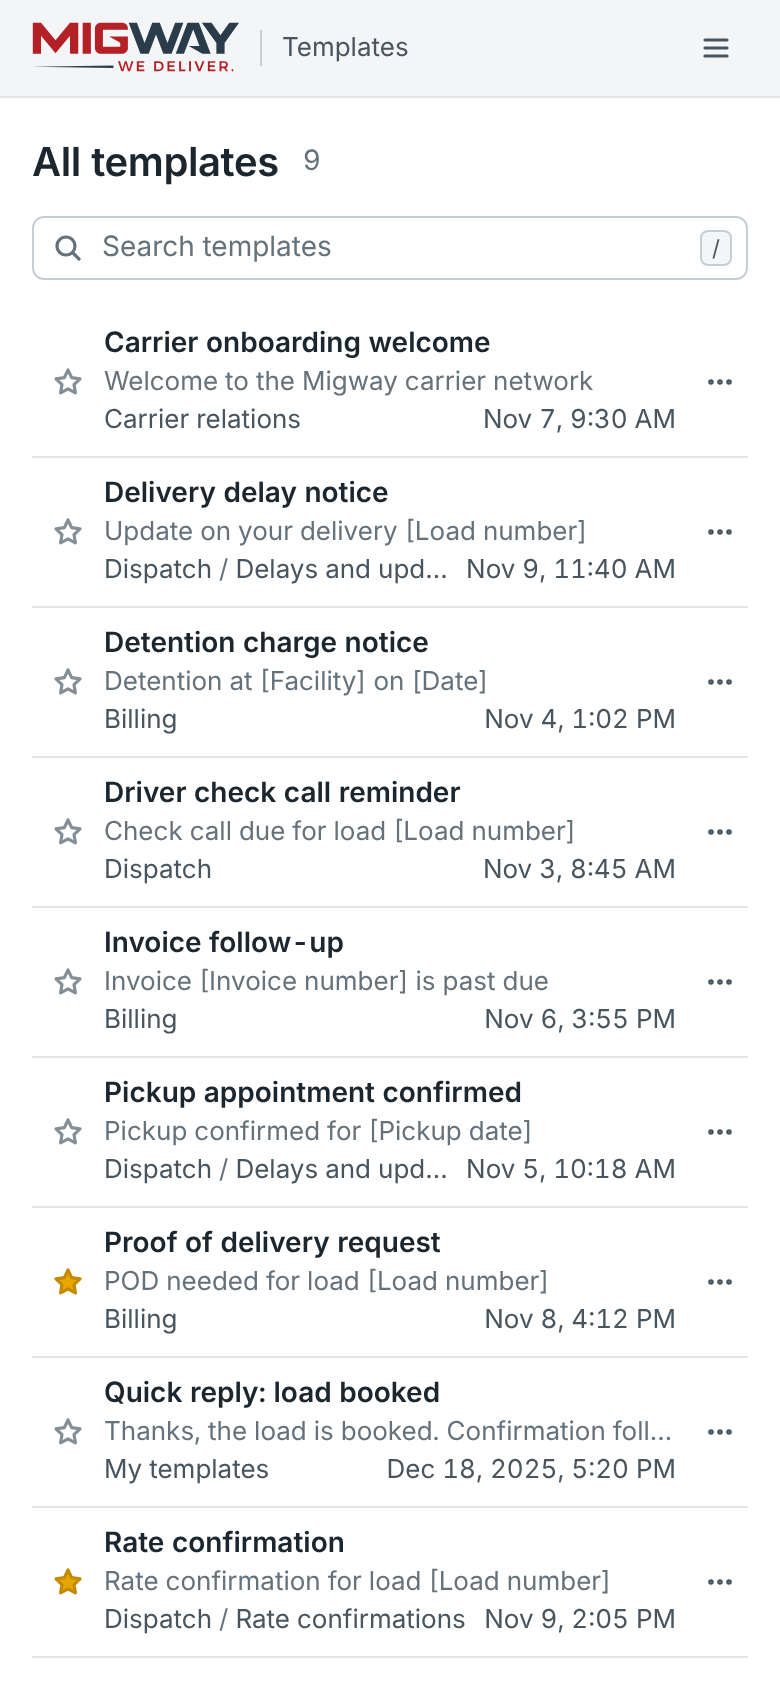 MIGWAY
WE DELIVER.
Templates
All templates 9
Search templates /
Carrier onboarding welcome
Welcome to the Migway carrier network
Carrier relations Nov 7, 9:30 AM
Delivery delay notice
Update on your delivery [Load number]
Dispatch / Delays and upd... Nov 9, 11:40 AM
Detention charge notice
Detention at [Facility] on [Date]
Billing Nov 4, 1:02 PM
Driver check call reminder
Check call due for load [Load number]
Dispatch Nov 3, 8:45 AM
Invoice follow-up
Invoice [Invoice number] is past due
Billing Nov 6, 3:55 PM
Pickup appointment confirmed
Pickup confirmed for [Pickup date]
Dispatch / Delays and upd... Nov 5, 10:18 AM
Proof of delivery request
POD needed for load [Load number]
Billing Nov 8, 4:12 PM
Quick reply: load booked
Thanks, the load is booked. Confirmation foll...
My templates Dec 18, 2025, 5:20 PM
Rate confirmation
Rate confirmation for load [Load number]
Dispatch / Rate confirmations Nov 9, 2:05 PM